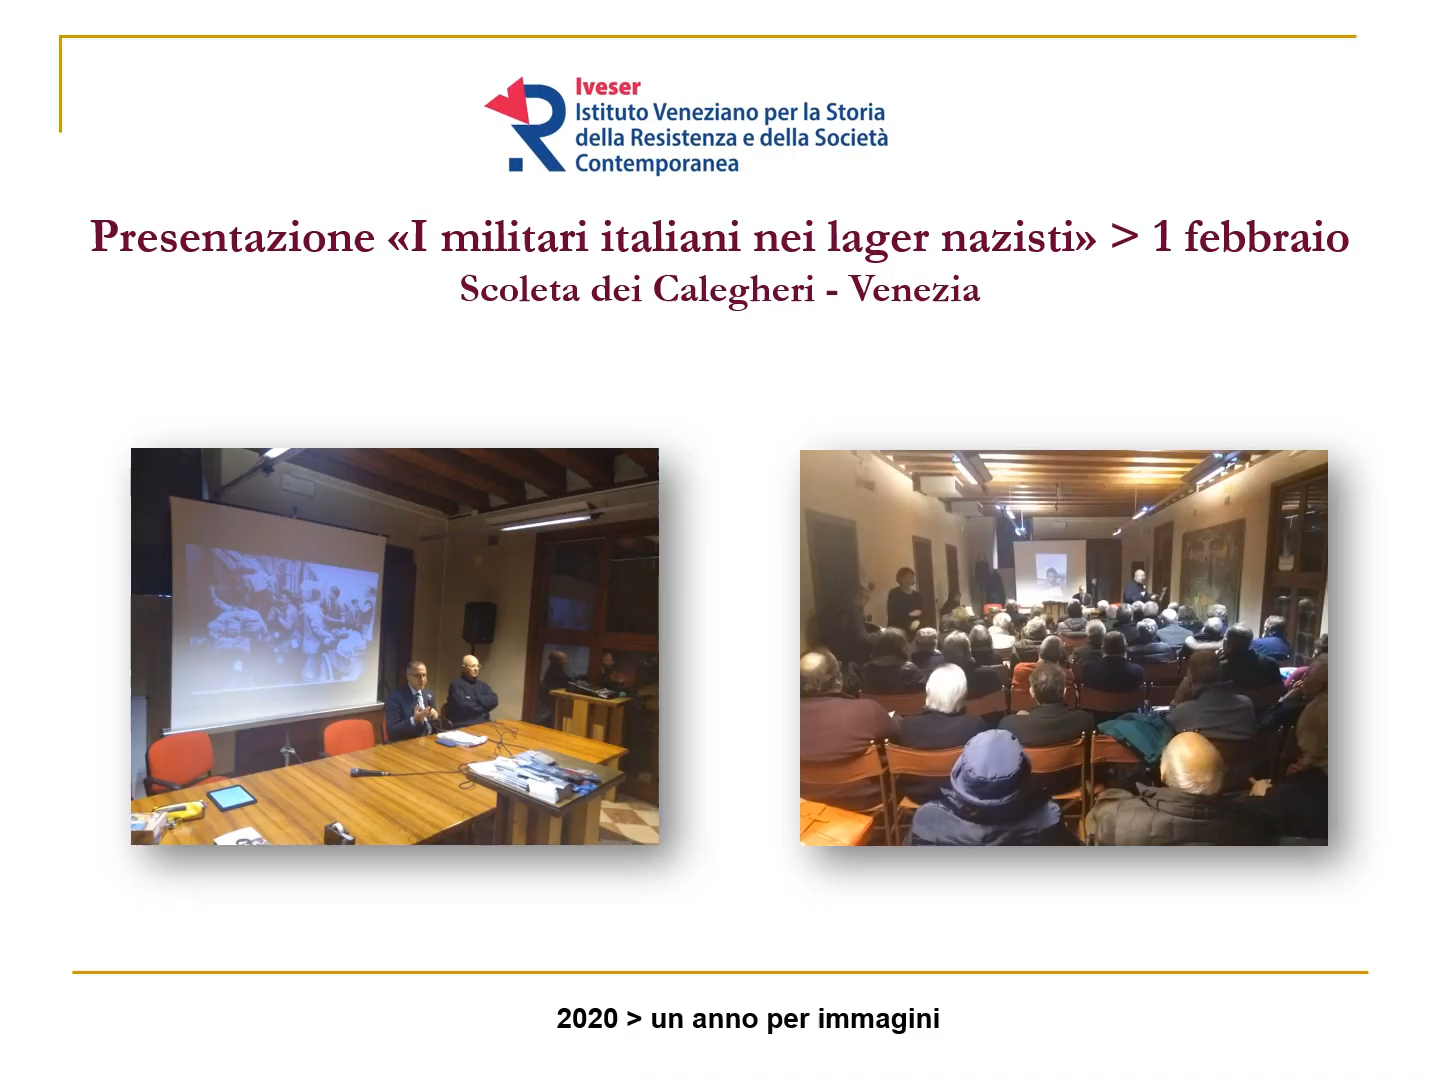 Iveser
Istituto Veneziano per la Storia
della Resistenza e della Società
Contemporanea
Presentazione «I militari italiani nei lager nazisti» > 1 febbraio
Scoleta dei Calegheri - Venezia
2020 > un anno per immagini